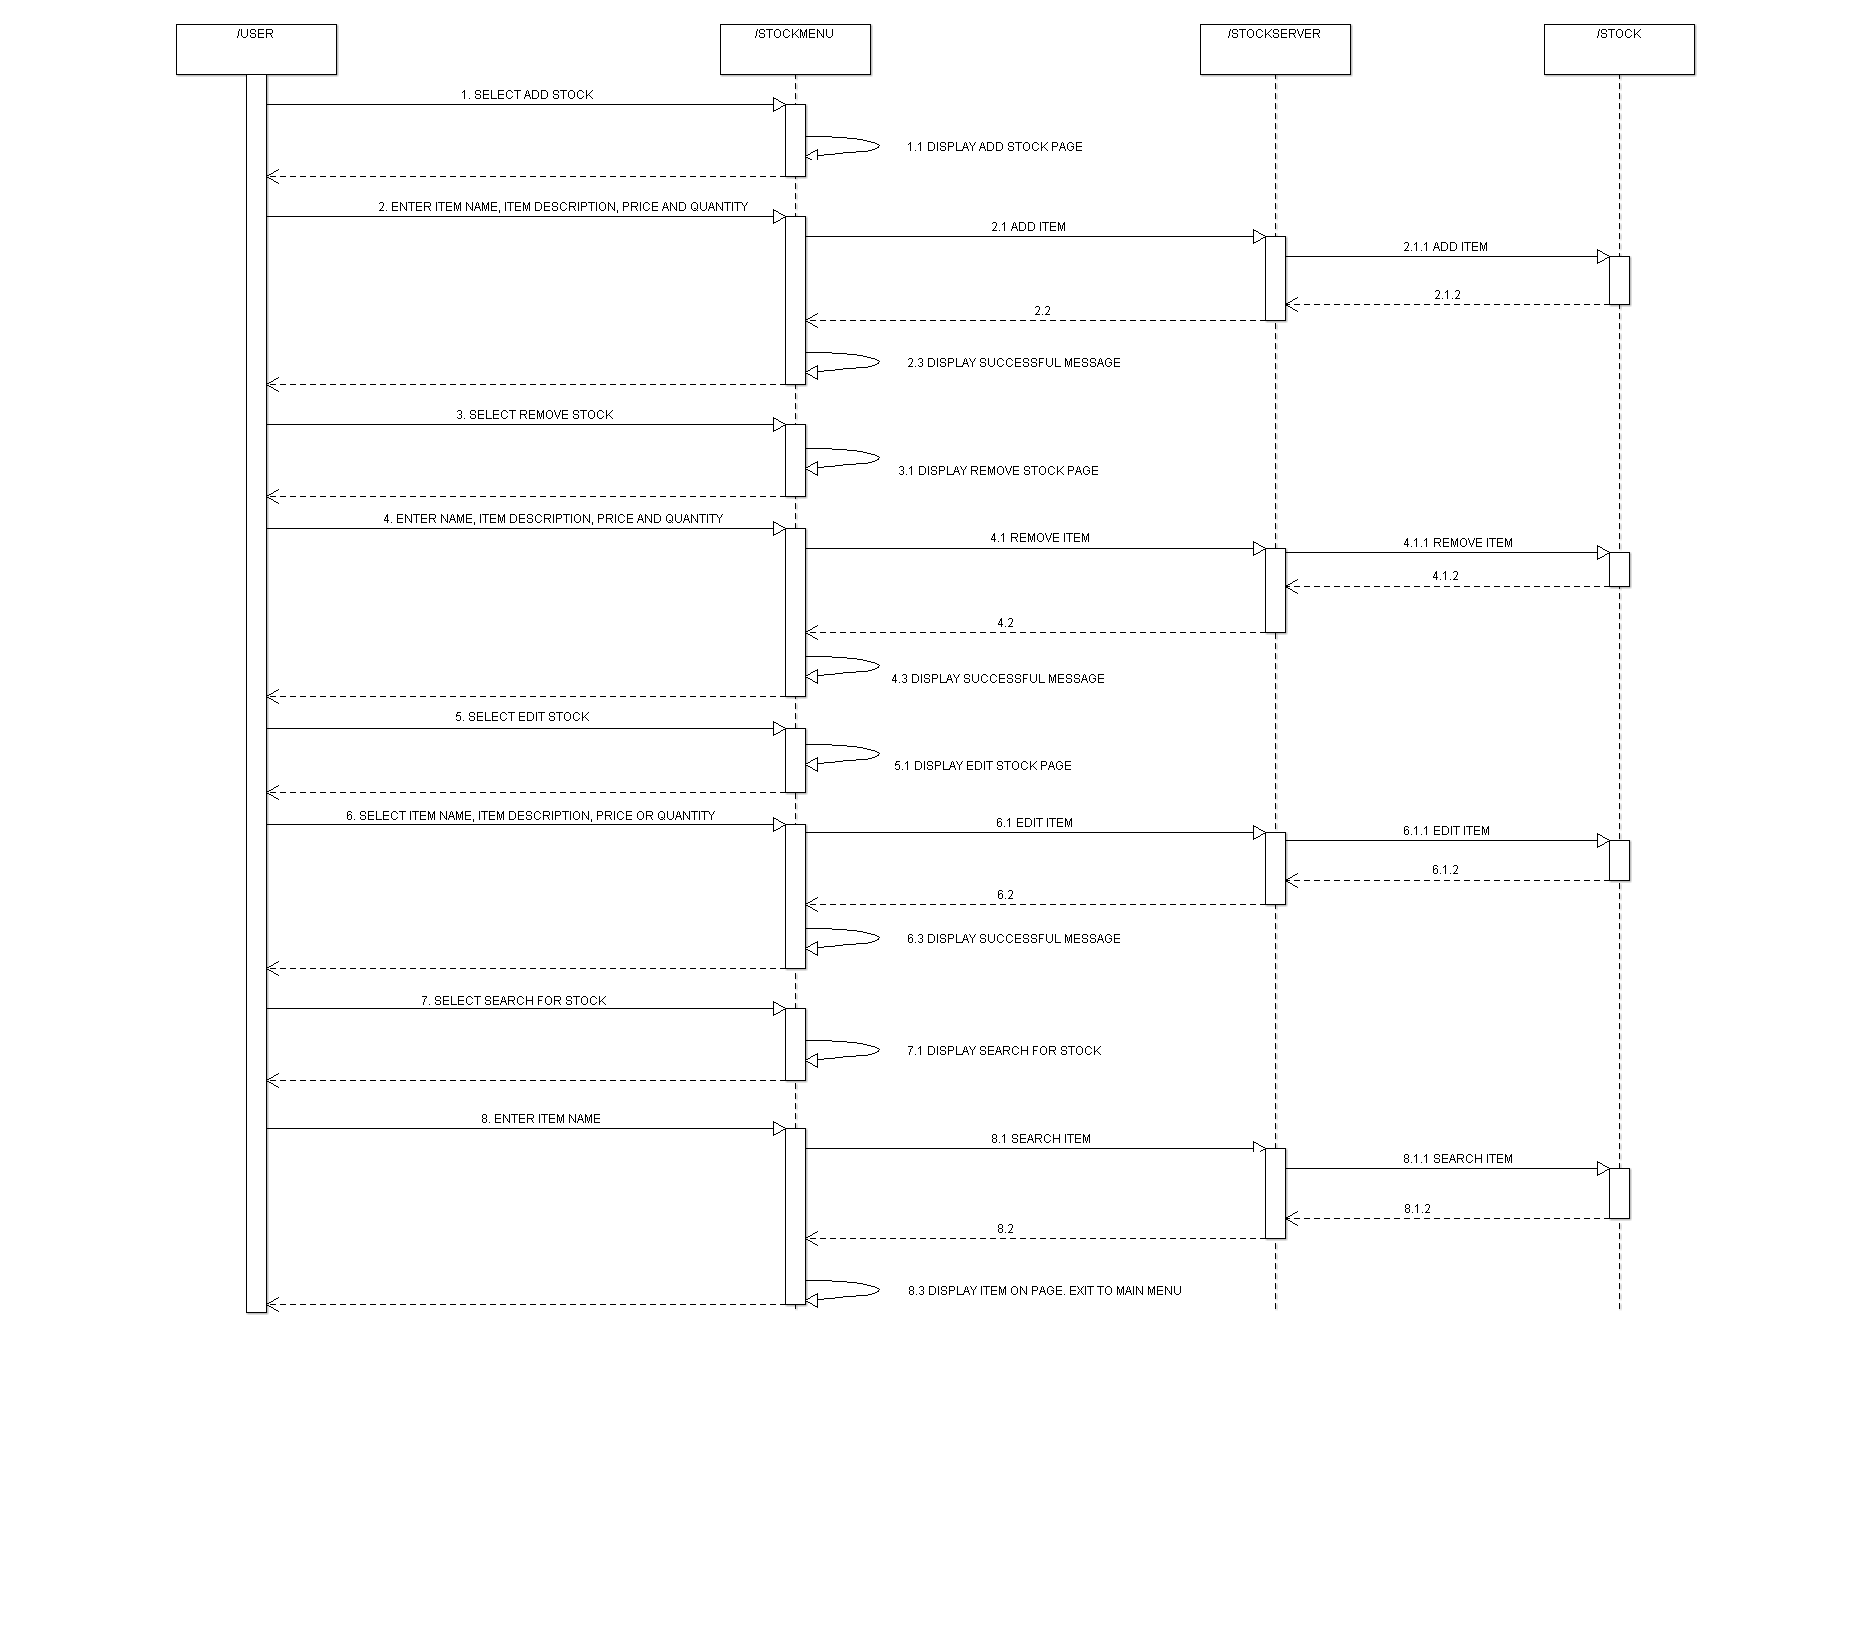 /USER
/STOCKMENU
/STOCKSERVER
/STOCK
1. SELECT ADD STOCK
1.1 DISPLAY ADD STOCK PAGE
2. ENTER ITEM NAME, ITEM DESCRIPTION, PRICE AND QUANTITY
2.1 ADD ITEM
2.1.1 ADD ITEM
2.1.2
2.2
2.3 DISPLAY SUCCESSFUL MESSAGE
3. SELECT REMOVE STOCK
3.1 DISPLAY REMOVE STOCK PAGE
4. ENTER NAME, ITEM DESCRIPTION, PRICE AND QUANTITY
4.1 REMOVE ITEM
4.1.1 REMOVE ITEM
4.1.2
4.2
4.3 DISPLAY SUCCESSFUL MESSAGE
5. SELECT EDIT STOCK
5.1 DISPLAY EDIT STOCK PAGE
6. SELECT ITEM NAME, ITEM DESCRIPTION, PRICE OR QUANTITY
6.1 EDIT ITEM
6.1.1 EDIT ITEM
6.1.2
6.2
6.3 DISPLAY SUCCESSFUL MESSAGE
7. SELECT SEARCH FOR STOCK
7.1 DISPLAY SEARCH FOR STOCK
8. ENTER ITEM NAME
8.1 SEARCH ITEM
8.1.1 SEARCH ITEM
8.1.2
8.2
8.3 DISPLAY ITEM ON PAGE. EXIT TO MAIN MENU